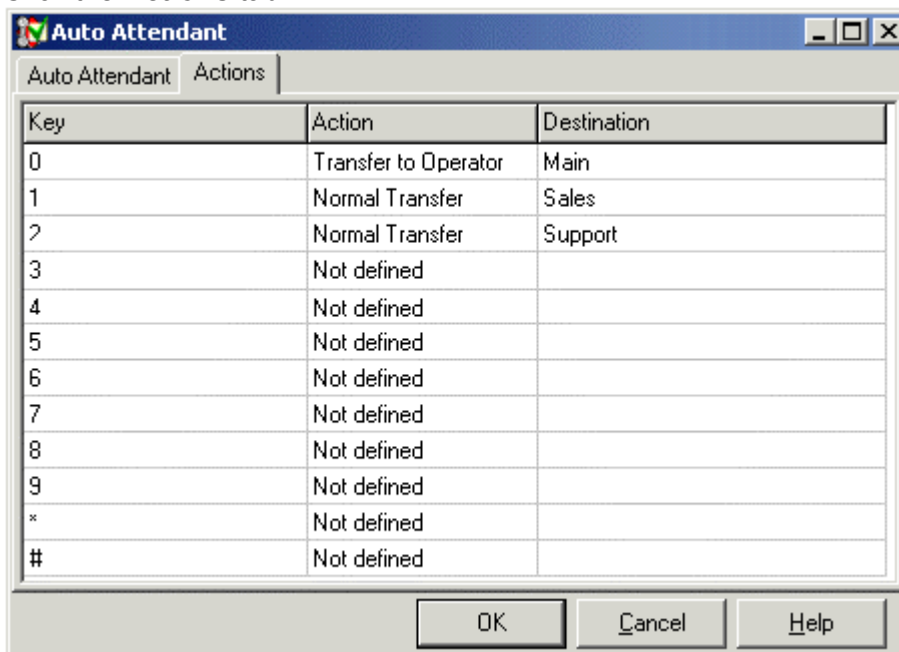 Auto Attendant
Auto Attendant Actions
Key Action Destination
0 Transfer to Operator Main
1 Normal Transfer Sales
2 Normal Transfer Support
3 Not defined
4 Not defined
5 Not defined
6 Not defined
7 Not defined
8 Not defined
9 Not defined
* Not defined
# Not defined
OK Cancel Help